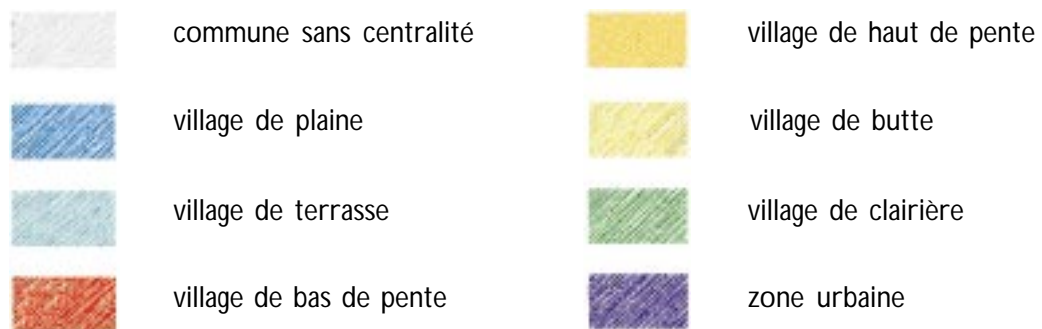 commune sans centralité
village de plaine
village de terrasse
village de bas de pente
village de haut de pente
village de butte
village de clairière
zone urbaine